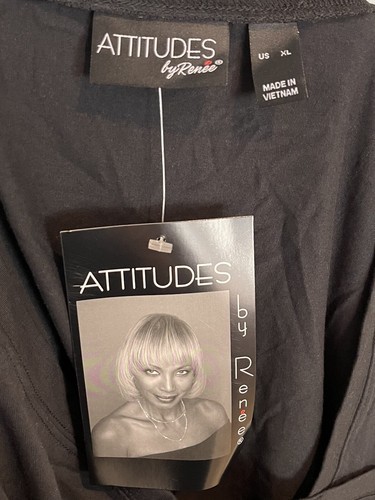 ATTITUDES
by Renée®
US XL
MADE IN
VIETNAM
ATTITUDES
by Renée®